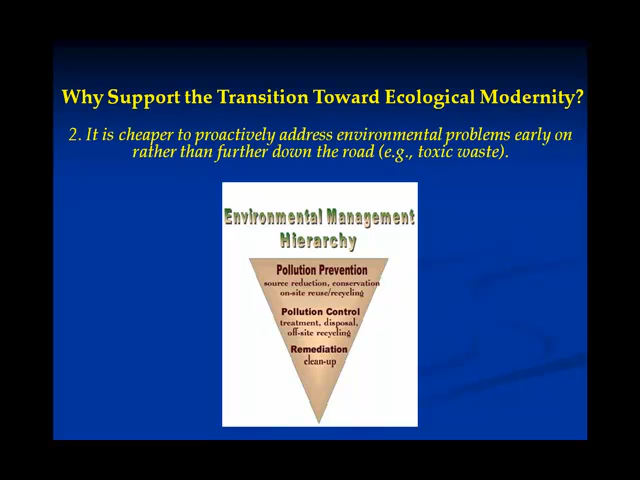 Why Support the Transition Toward Ecological Modernity?
2. It is cheaper to proactively address environmental problems early on
rather than further down the road (e.g., toxic waste).
Environmental Management
Hierarchy
Pollution Prevention
source reduction, conservation
on-site reuse/recycling
Pollution Control
treatment, disposal,
off-site recycling
Remediation
clean-up